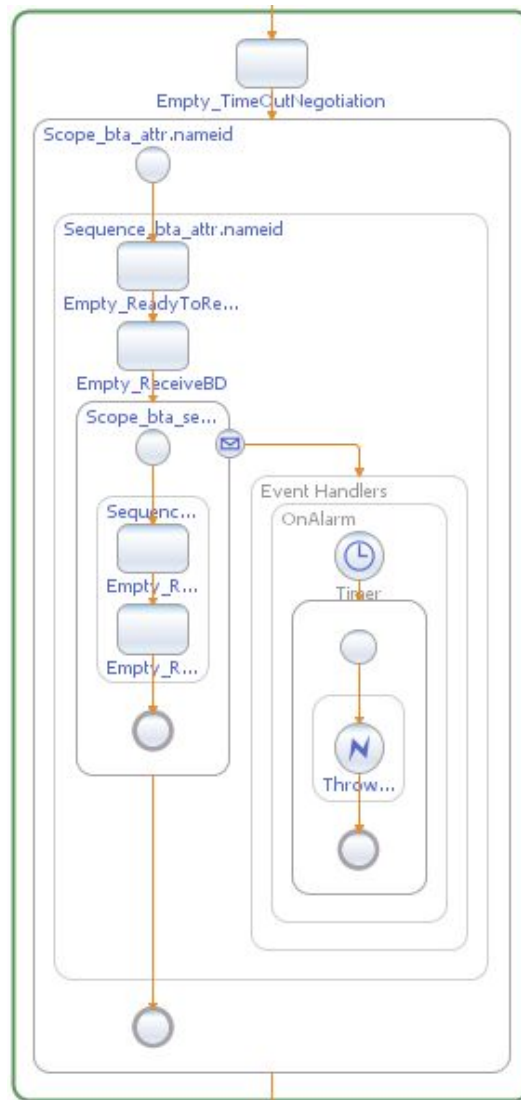 Empty_TimeOutNegotiation
Scope_bta_attr.nameid
Sequence_bta_attr.nameid
Empty_ReadyToRe...
Empty_ReceiveBD
Scope_bta_se...
Event Handlers
Sequenc...
OnAlarm
Empty_R...
Timer
Empty_R...
Throw...